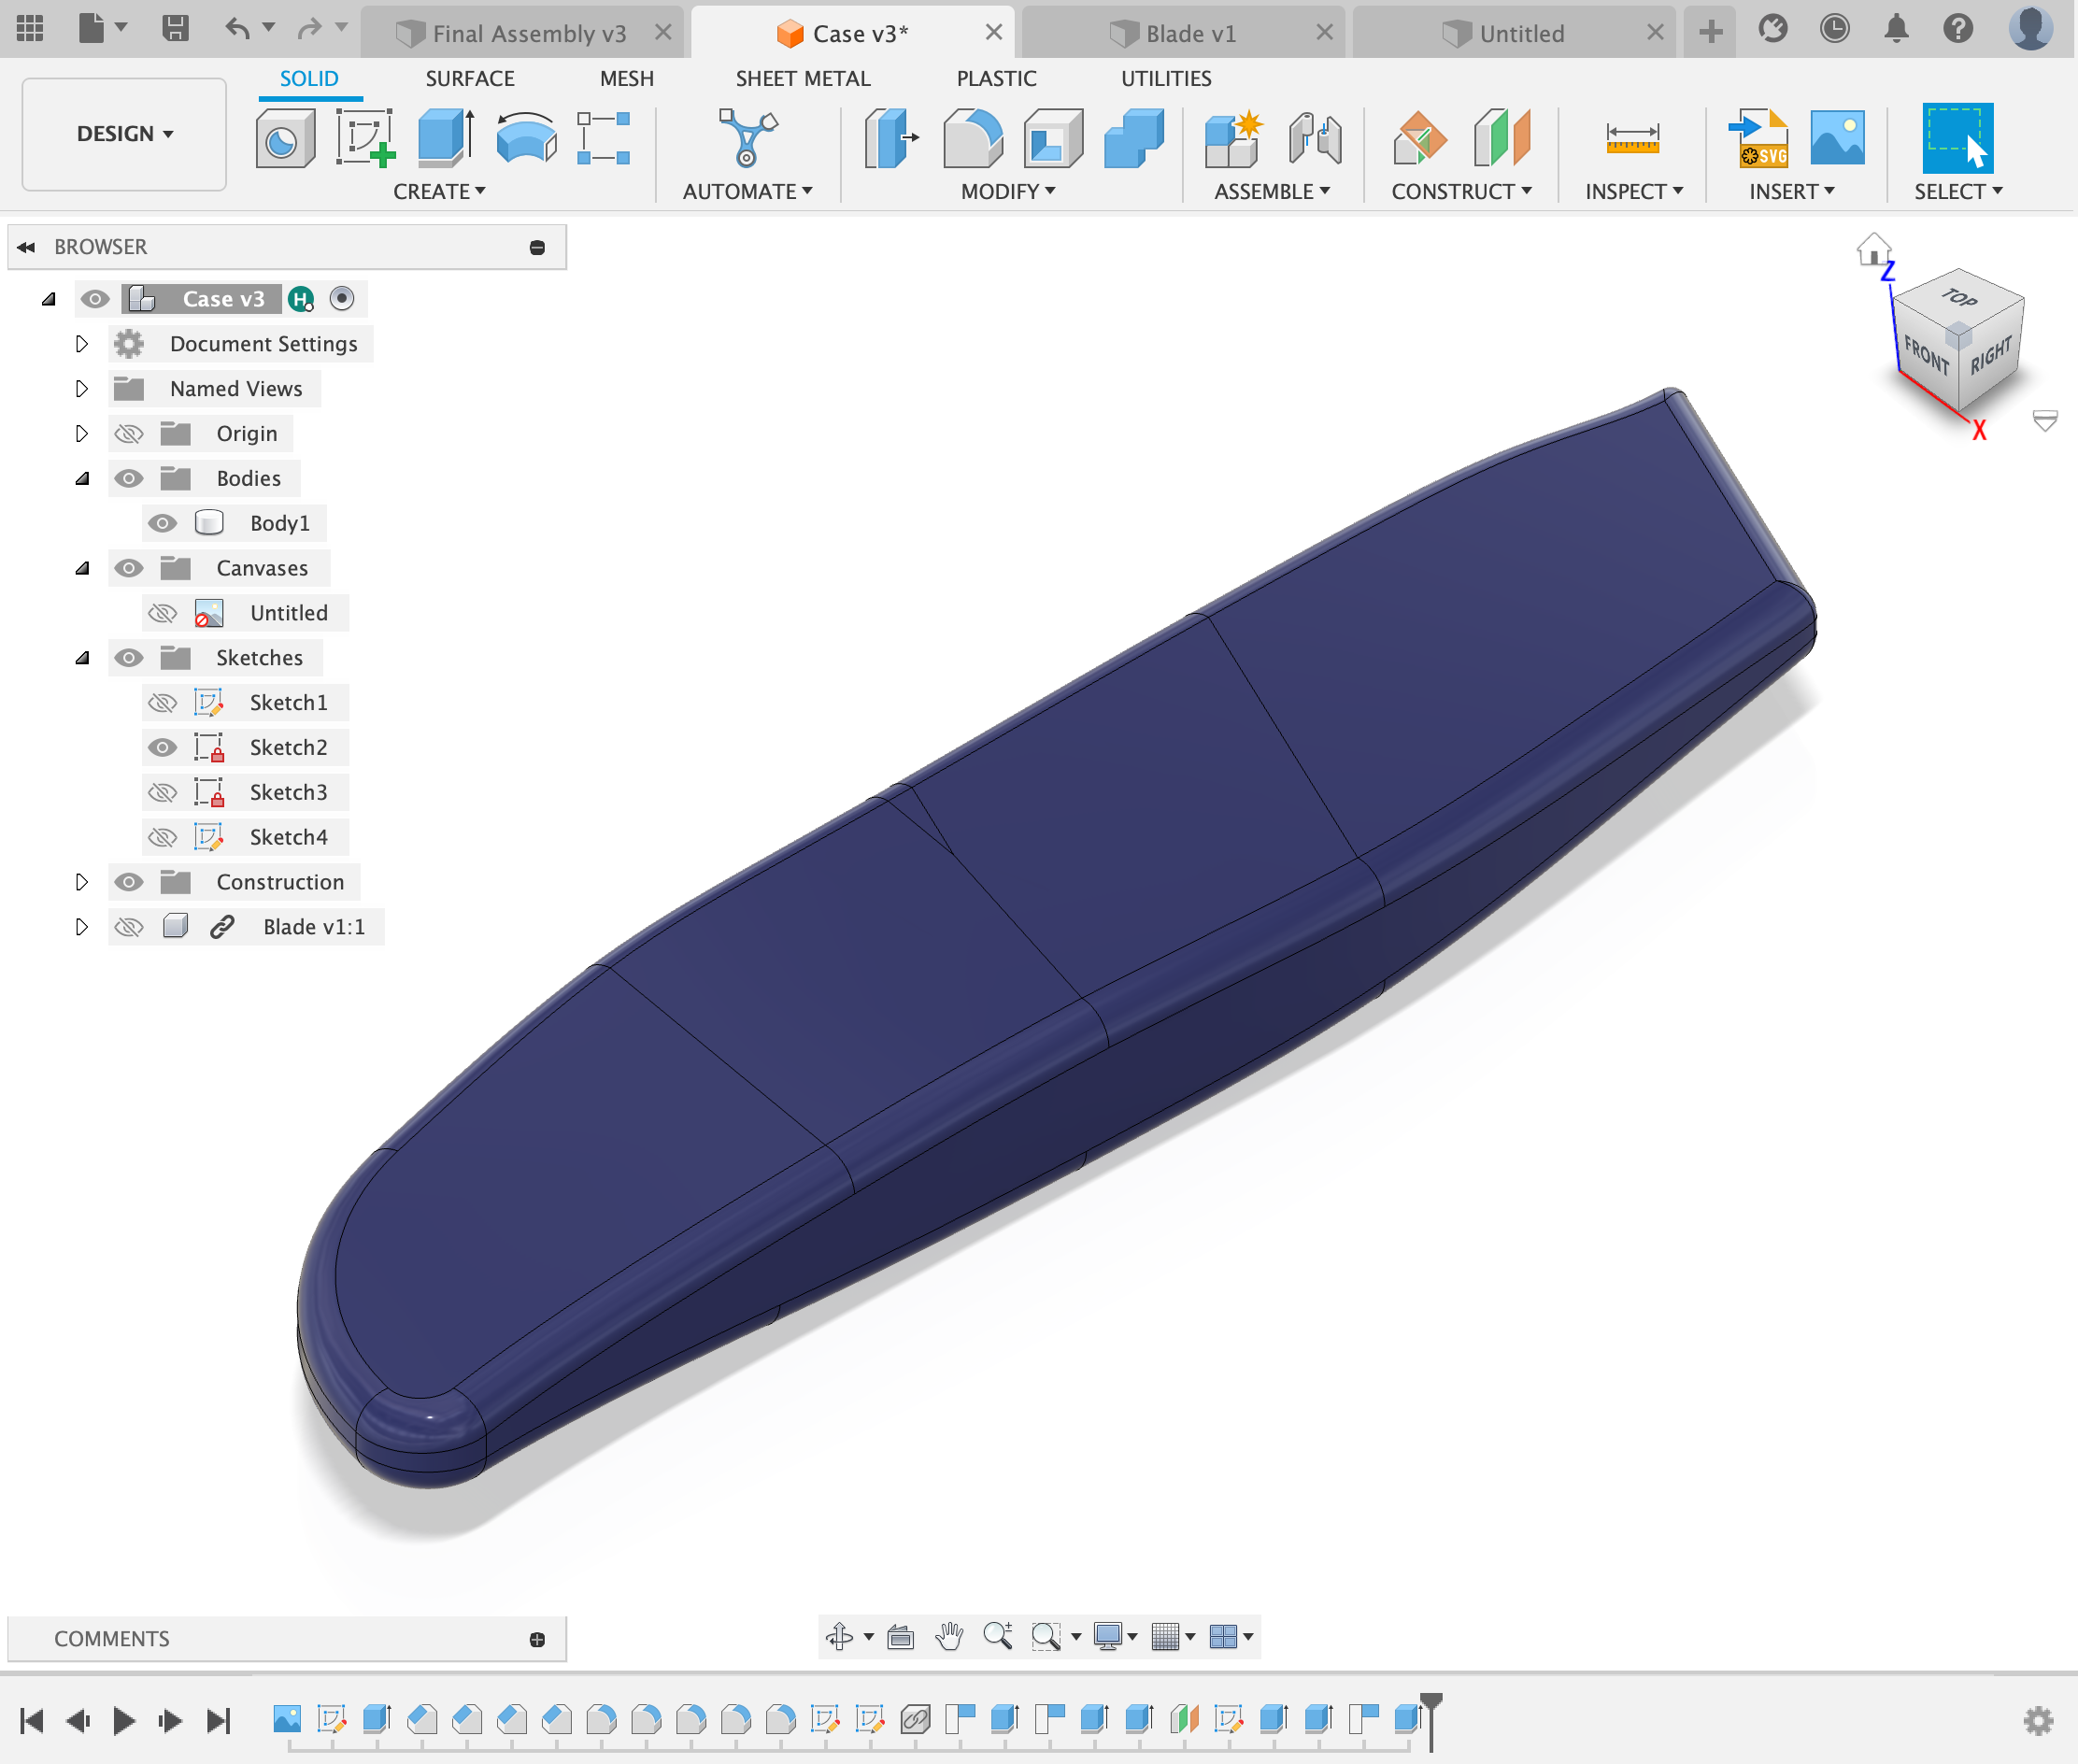 Final Assembly v3
Case v3*
Blade v1
Untitled
SOLID
SURFACE
MESH
SHEET METAL
PLASTIC
UTILITIES
DESIGN
SVG
CREATE
AUTOMATE
MODIFY
ASSEMBLE
CONSTRUCT
INSPECT
INSERT
SELECT
BROWSER
Case v3
H
Document Settings
Named Views
Origin
Bodies
Body1
Canvases
Untitled
Sketches
Sketch1
Sketch2
Sketch3
Sketch4
Construction
Blade v1:1
Z
TOP
FRONT
RIGHT
X
COMMENTS